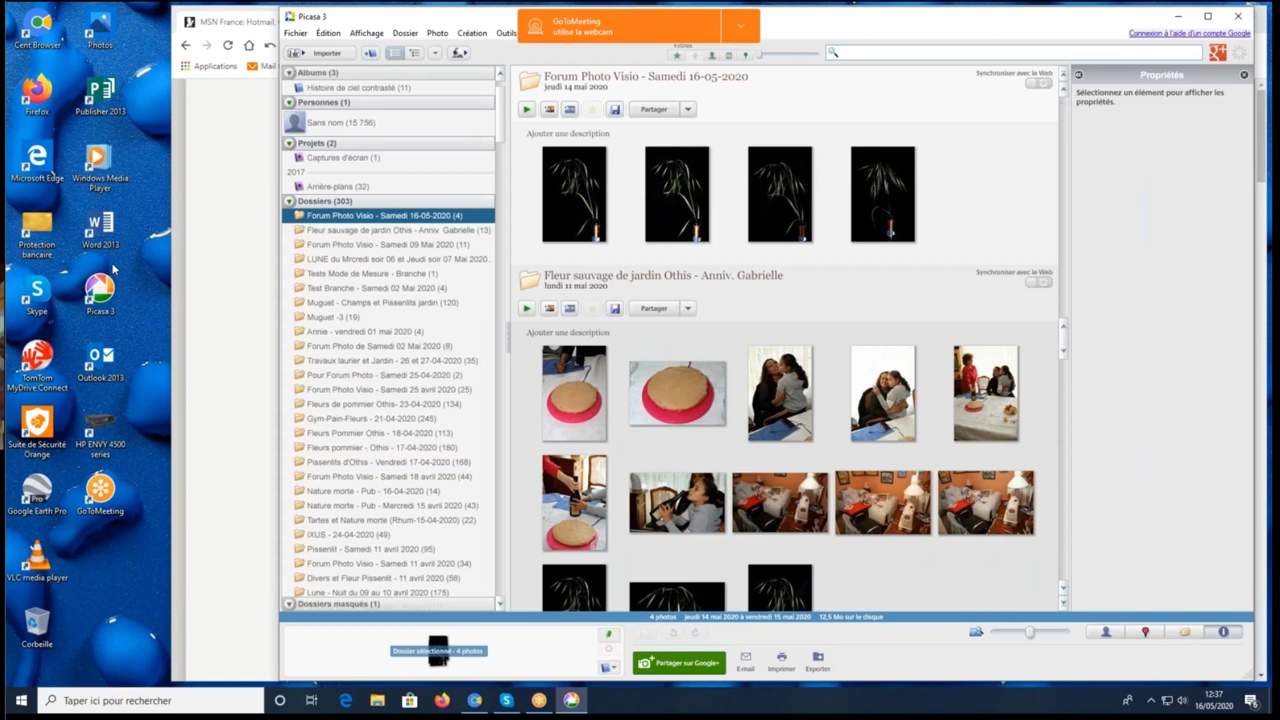 Cent Browser
Photos
Firefox
Publisher 2013
Microsoft Edge
Windows Media
Player
Protection
bancaire
Word 2013
Skype
Picasa 3
TomTom
MyDrive Connect
Outlook 2013
Suite de Sécurité
Orange
HP ENVY 4500
series
Google Earth Pro
GoToMeeting
VLC media player
Corbeille
MSN France: Hotmail,
Applications
Mail
Picasa 3
Fichier Édition Affichage Dossier Photo Création Outils
GoToMeeting
utilise la webcam
Connexion à l'aide d'un compte Google
Importer
Filtres
Albums (3)
Histoire de ciel contrasté (11)
Personnes (1)
Sans nom (15 756)
Projets (2)
Captures d'écran (1)
2017
Arrière-plans (32)
Dossiers (303)
Forum Photo Visio - Samedi 16-05-2020 (4)
Fleur sauvage de jardin Othis - Anniv. Gabrielle (13)
Forum Photo Visio - Samedi 09 Mai 2020 (11)
LUNE du Mrcredi soir 06 et Jeudi soir 07 Mai 2020...
Tests Mode de Mesure - Branche (1)
Test Branche - Samedi 02 Mai 2020 (4)
Muguet - Champs et Pissenlits jardin (120)
Muguet -3 (19)
Annie - vendredi 01 mai 2020 (4)
Forum Photo de Samedi 02 Mai 2020 (8)
Travaux laurier et Jardin - 26 et 27-04-2020 (35)
Pour Forum Photo - Samedi 25-04-2020 (2)
Forum Photo Visio - Samedi 25 avril 2020 (25)
Fleurs de pommier Othis- 23-04-2020 (134)
Gym-Pain-Fleurs - 21-04-2020 (245)
Fleurs Pommier Othis - 18-04-2020 (113)
Fleurs pommier - Othis - 17-04-2020 (180)
Pissenlits d'Othis - Vendredi 17-04-2020 (168)
Forum Photo Visio - Samedi 18 avril 2020 (44)
Nature morte - Pub - 16-04-2020 (14)
Nature morte - Pub - Mercredi 15 avril 2020 (43)
Tartes et Nature morte (Rhum-15-04-2020) (22)
IXUS - 24-04-2020 (49)
Pissenlit - Samedi 11 avril 2020 (95)
Forum Photo Visio - Samedi 11 avril 2020 (34)
Divers et Fleur Pissenlit - 11 avril 2020 (58)
Lune - Nuit du 09 au 10 avril 2020 (175)
Dossiers masqués (1)
Forum Photo Visio - Samedi 16-05-2020
jeudi 14 mai 2020
Synchroniser avec le Web
Partager
Ajouter une description
Fleur sauvage de jardin Othis - Anniv. Gabrielle
lundi 11 mai 2020
Synchroniser avec le Web
Partager
Ajouter une description
Propriétés
Sélectionnez un élément pour afficher les
propriétés.
4 photos jeudi 14 mai 2020 à vendredi 15 mai 2020 12,5 Mo sur le disque
Dossier sélectionné - 4 photos
Partager sur Google+
E-mail
Imprimer
Exporter
Taper ici pour rechercher
12:37
16/05/2020
6